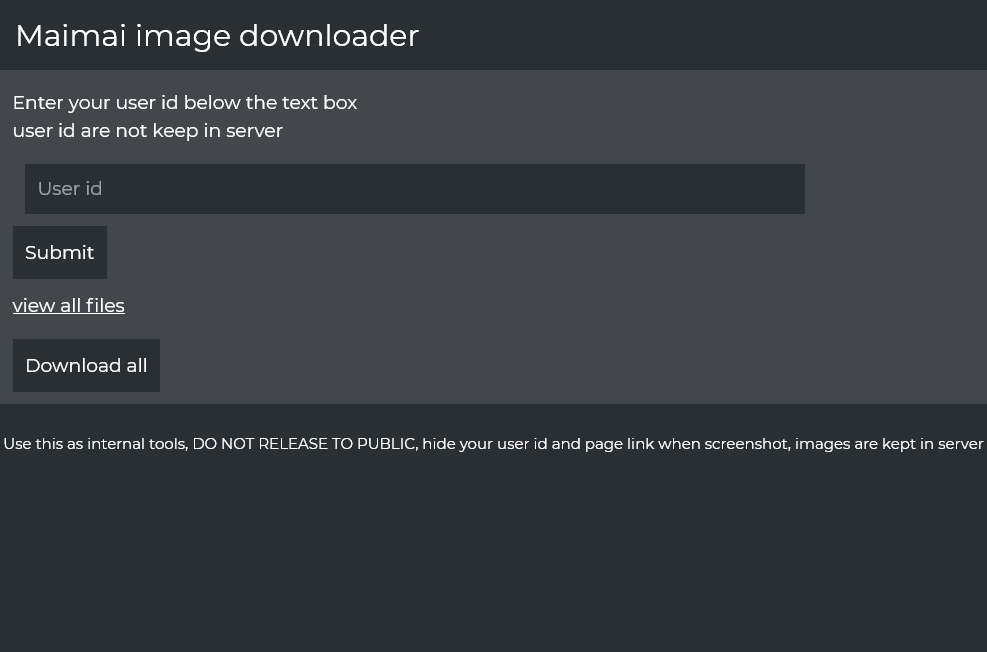 Maimai image downloader
Enter your user id below the text box
user id are not keep in server
User id
Submit
view all files
Download all
Use this as internal tools, DO NOT RELEASE TO PUBLIC, hide your user id and page link when screenshot, images are kept in server